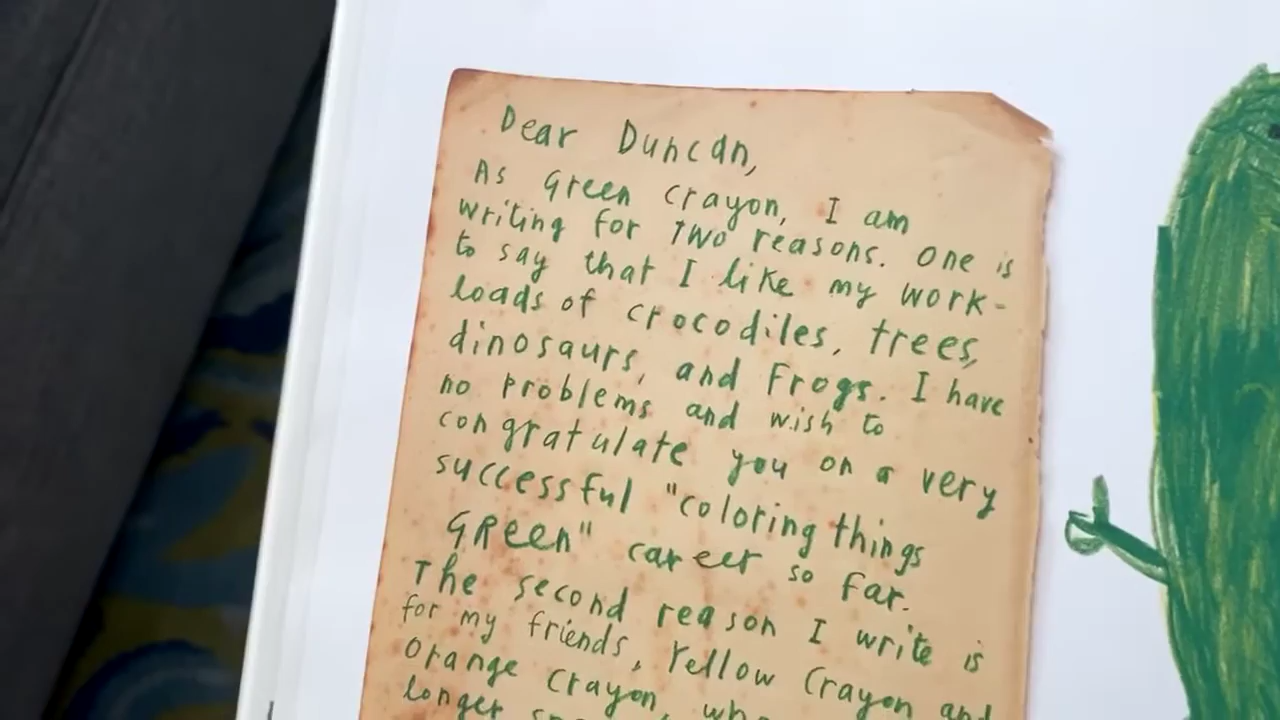 Dear Duncan,
As Green Crayon, I am
writing for two reasons. One is
to say that I like my work-
loads of crocodiles, trees,
dinosaurs, and frogs. I have
no problems and wish to
congratulate you on a very
successful "coloring things
GReen" career so far.
The second reason I write is
for my friends, Yellow Crayon and
Orange Crayon,
longer